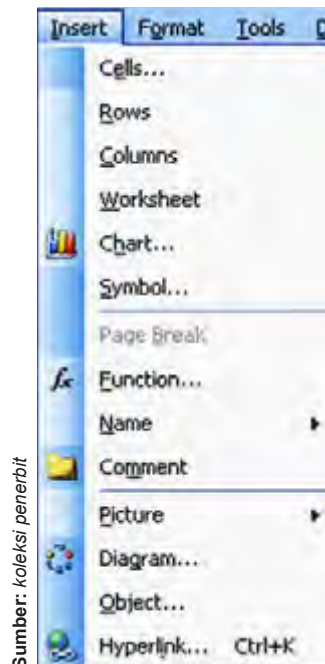 Insert Format Tools D
Cells...
Rows
Columns
Worksheet
Chart...
Symbol...
Page Break
fx Function...
Name
Comment
Picture
Diagram...
Object...
Hyperlink... Ctrl+K
Sumber: koleksi penerbit